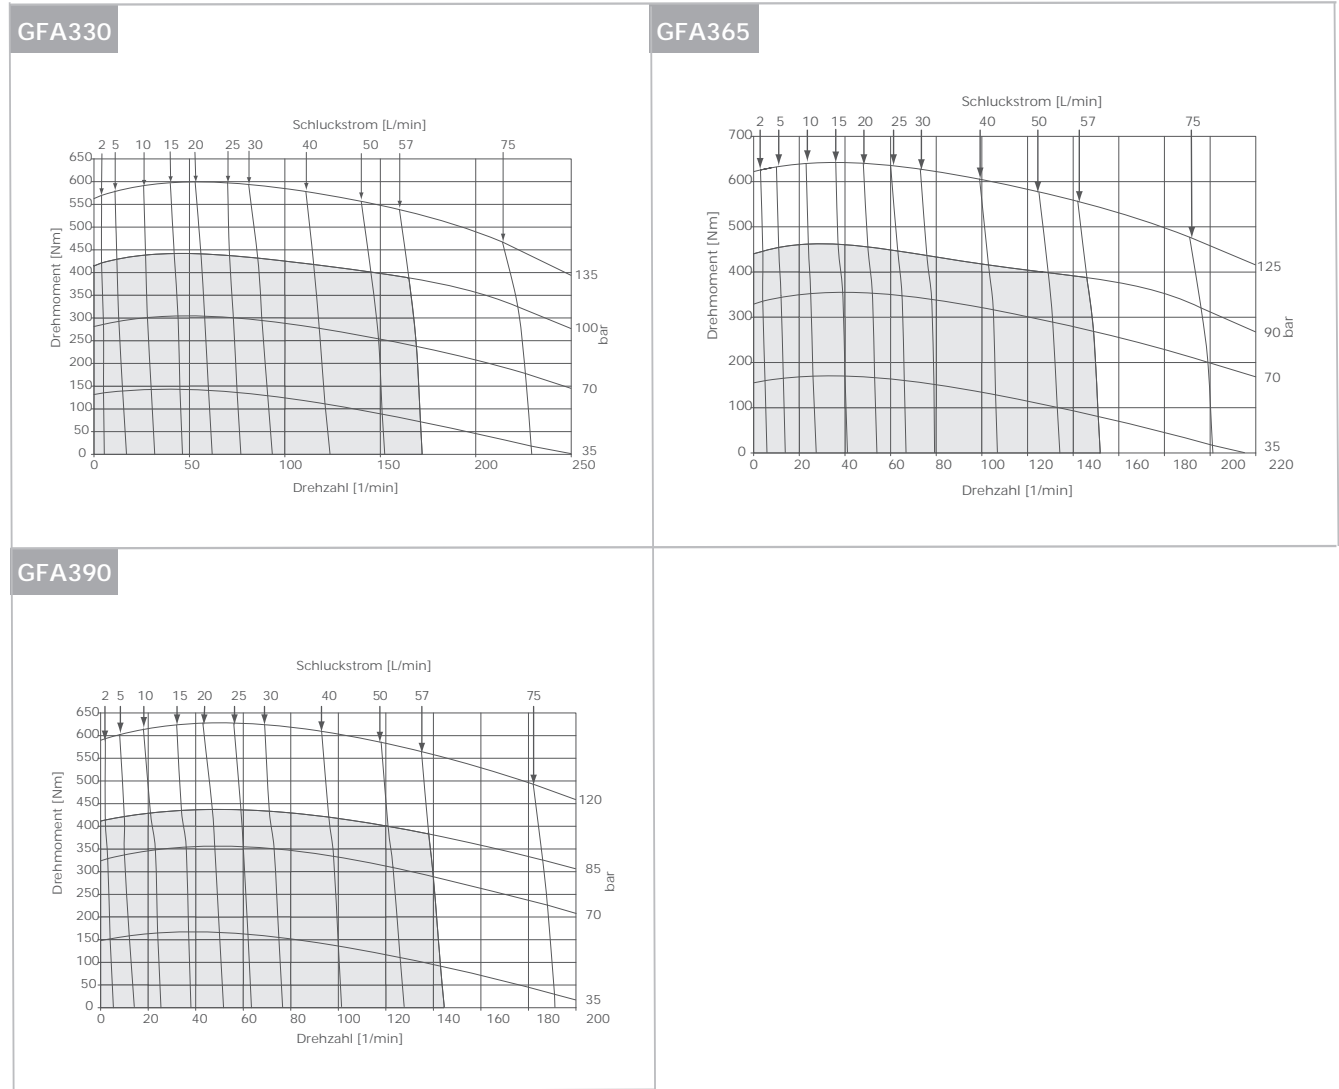 GFA330
Schluckstrom [L/min]
2 5 10 15 20 25 30 40 50 57 75
650
600
550
500
450
400
350
300
250
200
150
100
50
0
Drehmoment [Nm]
135
100
70
35
bar
0 50 100 150 200 250
Drehzahl [1/min]
GFA365
Schluckstrom [L/min]
2 5 10 15 20 25 30 40 50 57 75
700
600
500
400
300
200
100
0
Drehmoment [Nm]
125
90
70
35
bar
0 20 40 60 80 100 120 140 160 180 200 220
Drehzahl [1/min]
GFA390
Schluckstrom [L/min]
2 5 10 15 20 25 30 40 50 57 75
650
600
550
500
450
400
350
300
250
200
150
100
50
0
Drehmoment [Nm]
120
85
70
35
bar
0 20 40 60 80 100 120 140 180 200
Drehzahl [1/min]